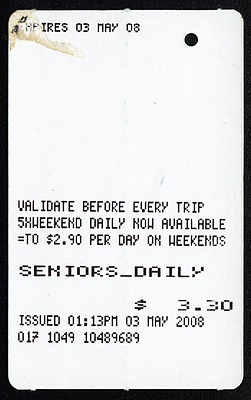 EXPIRES 03 MAY 08
VALIDATE BEFORE EVERY TRIP
5XWEEKEND DAILY NOW AVAILABLE
=TO $2.90 PER DAY ON WEEKENDS
SENIORS_DAILY
$ 3.30
ISSUED 01:13PM 03 MAY 2008
017 1049 10489689